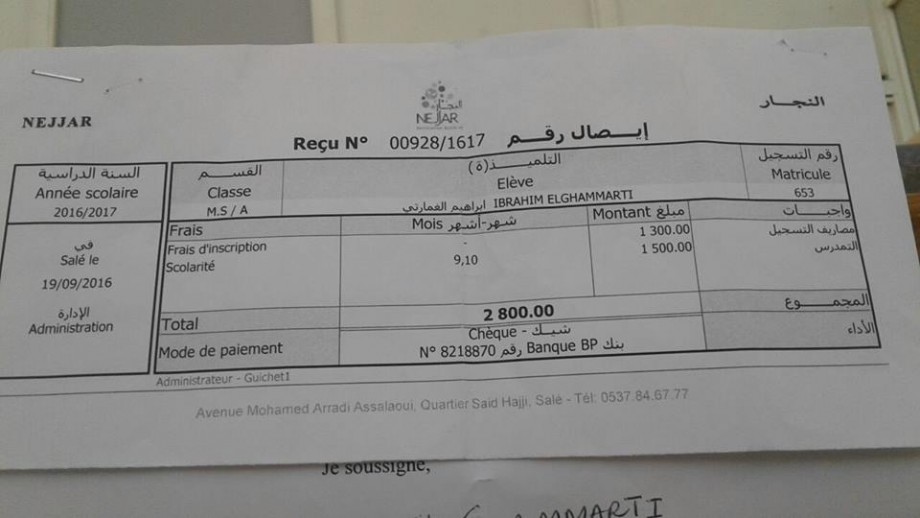 NEJJAR
النجار
النجار
NEJJAR
Reçu N° 00928/1617 إيصال رقم
السنة الدراسية
Année scolaire
2016/2017
القسم
Classe
M.S / A
التلميذ(ة)
Elève
ابراهيم الغمارتي IBRAHIM ELGHAMMARTI
رقم التسجيل
Matricule
653
Frais
Mois شهر-أشهر
Montant مبلغ
واجبات
Frais d'inscription - 1 300.00 مصاريف التسجيل
Scolarité 9,10 1 500.00 التمدرس
في
Salé le
19/09/2016
الإدارة
Administration
Total 2 800.00 المجموع
Mode de paiement
Chèque - شيك
N° 8218870 بنك Banque BP رقم
الأداء
Administrateur - Guichet1
Avenue Mohamed Arradi Assalaoui, Quartier Said Hajji, Salé - Tél: 0537.84.67.77
Je soussigné,